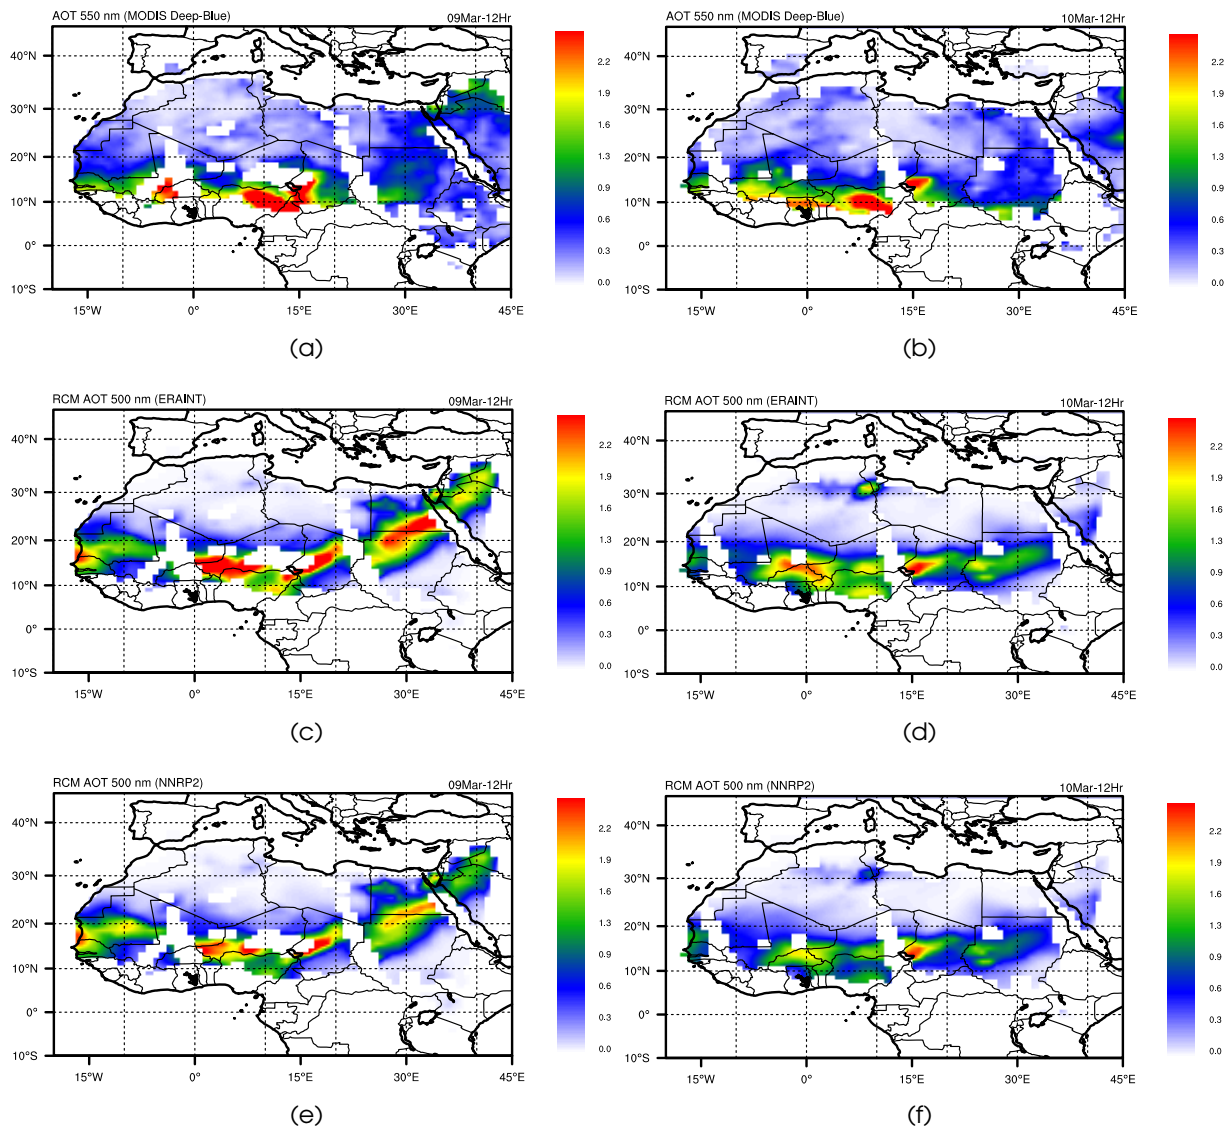 AOT 550 nm (MODIS Deep-Blue) 09Mar-12Hr
40°N
30°N
20°N
10°N
0°
10°S
15°W 0° 15°E 30°E 45°E
2.2
1.9
1.6
1.3
0.9
0.6
0.3
0.0
(a)
AOT 550 nm (MODIS Deep-Blue) 10Mar-12Hr
40°N
30°N
20°N
10°N
0°
10°S
15°W 0° 15°E 30°E 45°E
2.2
1.9
1.6
1.3
0.9
0.6
0.3
0.0
(b)
RCM AOT 500 nm (ERAINT) 09Mar-12Hr
40°N
30°N
20°N
10°N
0°
10°S
15°W 0° 15°E 30°E 45°E
2.2
1.9
1.6
1.3
0.9
0.6
0.3
0.0
(c)
RCM AOT 500 nm (ERAINT) 10Mar-12Hr
40°N
30°N
20°N
10°N
0°
10°S
15°W 0° 15°E 30°E 45°E
2.2
1.9
1.6
1.3
0.9
0.6
0.3
0.0
(d)
RCM AOT 500 nm (NNRP2) 09Mar-12Hr
40°N
30°N
20°N
10°N
0°
10°S
15°W 0° 15°E 30°E 45°E
2.2
1.9
1.6
1.3
0.9
0.6
0.3
0.0
(e)
RCM AOT 500 nm (NNRP2) 10Mar-12Hr
40°N
30°N
20°N
10°N
0°
10°S
15°W 0° 15°E 30°E 45°E
2.2
1.9
1.6
1.3
0.9
0.6
0.3
0.0
(f)